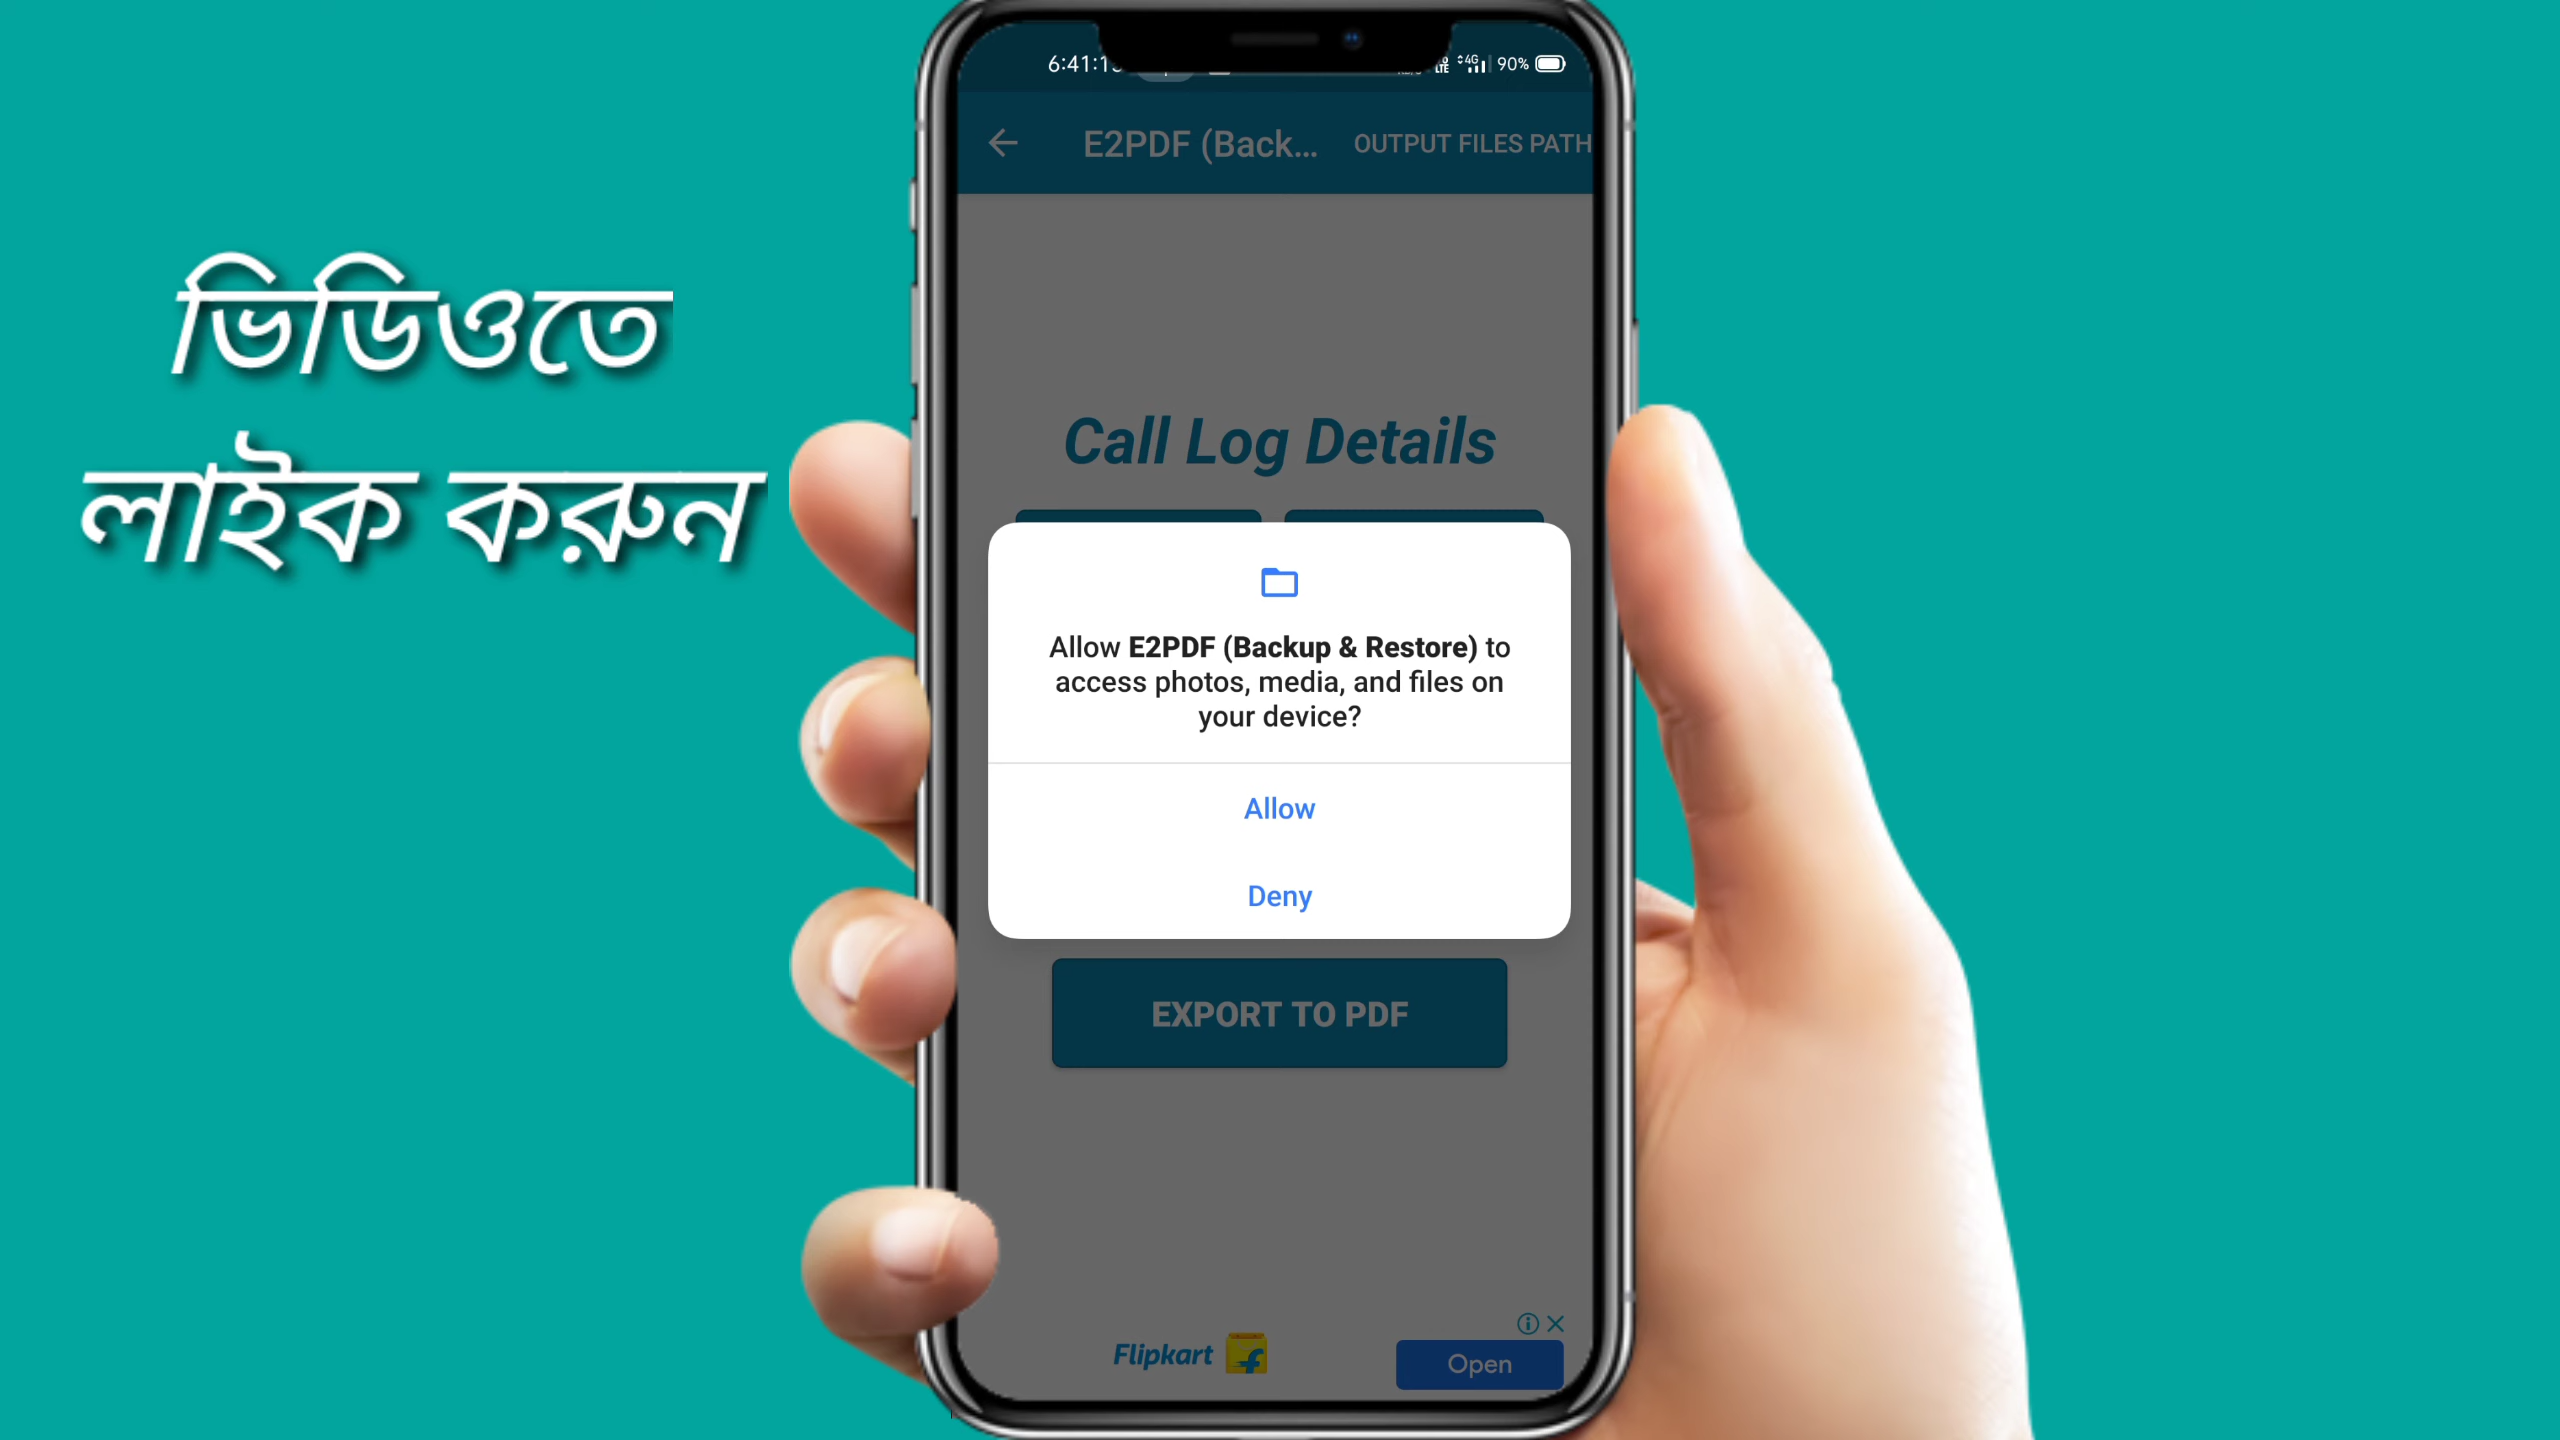 ভিডিওতে
লাইক করুন
90%
E2PDF (Back...
OUTPUT FILES PATH
Call Log Details
Allow E2PDF (Backup & Restore) to
access photos, media, and files on
your device?
Allow
Deny
EXPORT TO PDF
Flipkart
Open